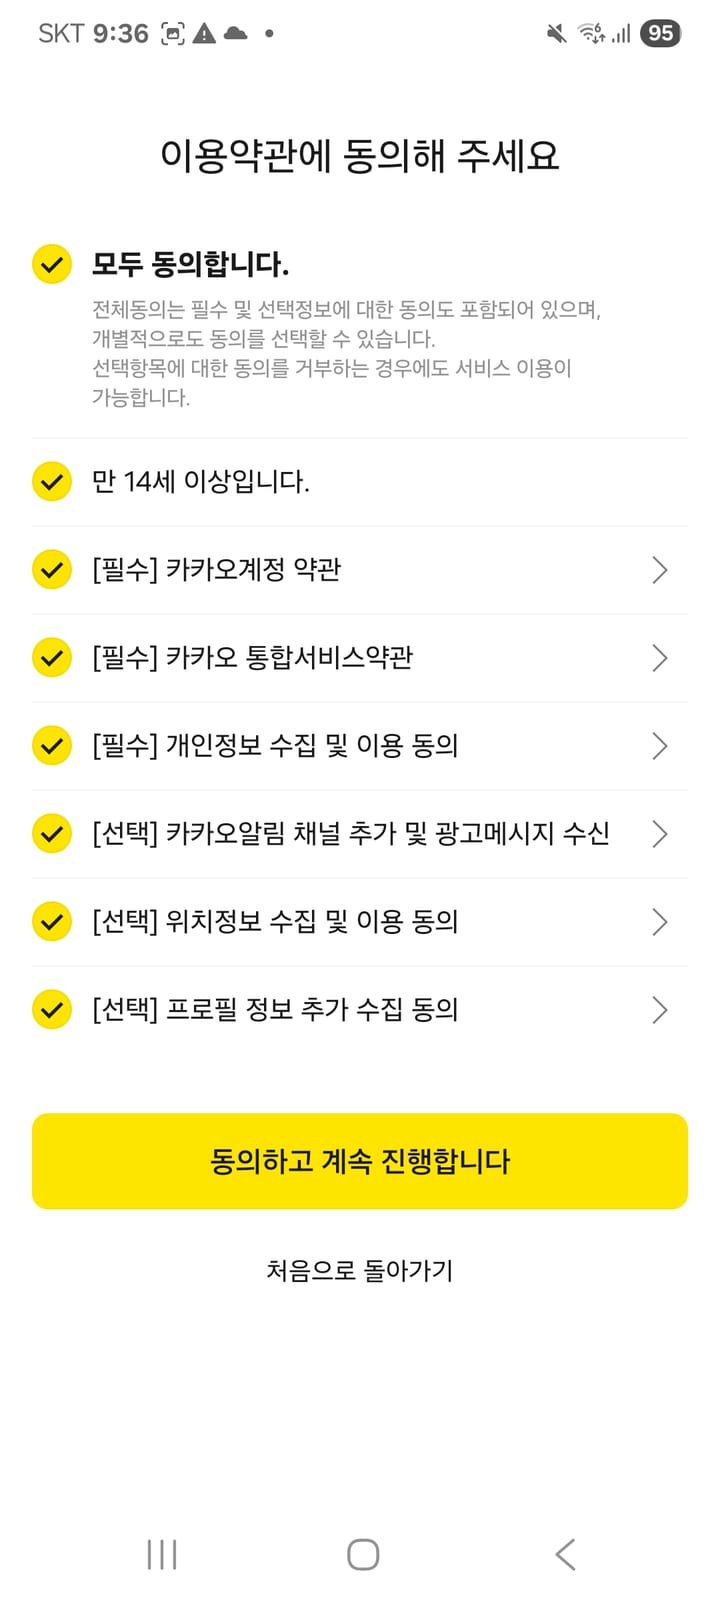 SKT 9:36
95
이용약관에 동의해 주세요
모두 동의합니다.
전체동의는 필수 및 선택정보에 대한 동의도 포함되어 있으며,
개별적으로도 동의를 선택할 수 있습니다.
선택항목에 대한 동의를 거부하는 경우에도 서비스 이용이
가능합니다.
만 14세 이상입니다.
[필수] 카카오계정 약관
[필수] 카카오 통합서비스약관
[필수] 개인정보 수집 및 이용 동의
[선택] 카카오알림 채널 추가 및 광고메시지 수신
[선택] 위치정보 수집 및 이용 동의
[선택] 프로필 정보 추가 수집 동의
동의하고 계속 진행합니다
처음으로 돌아가기